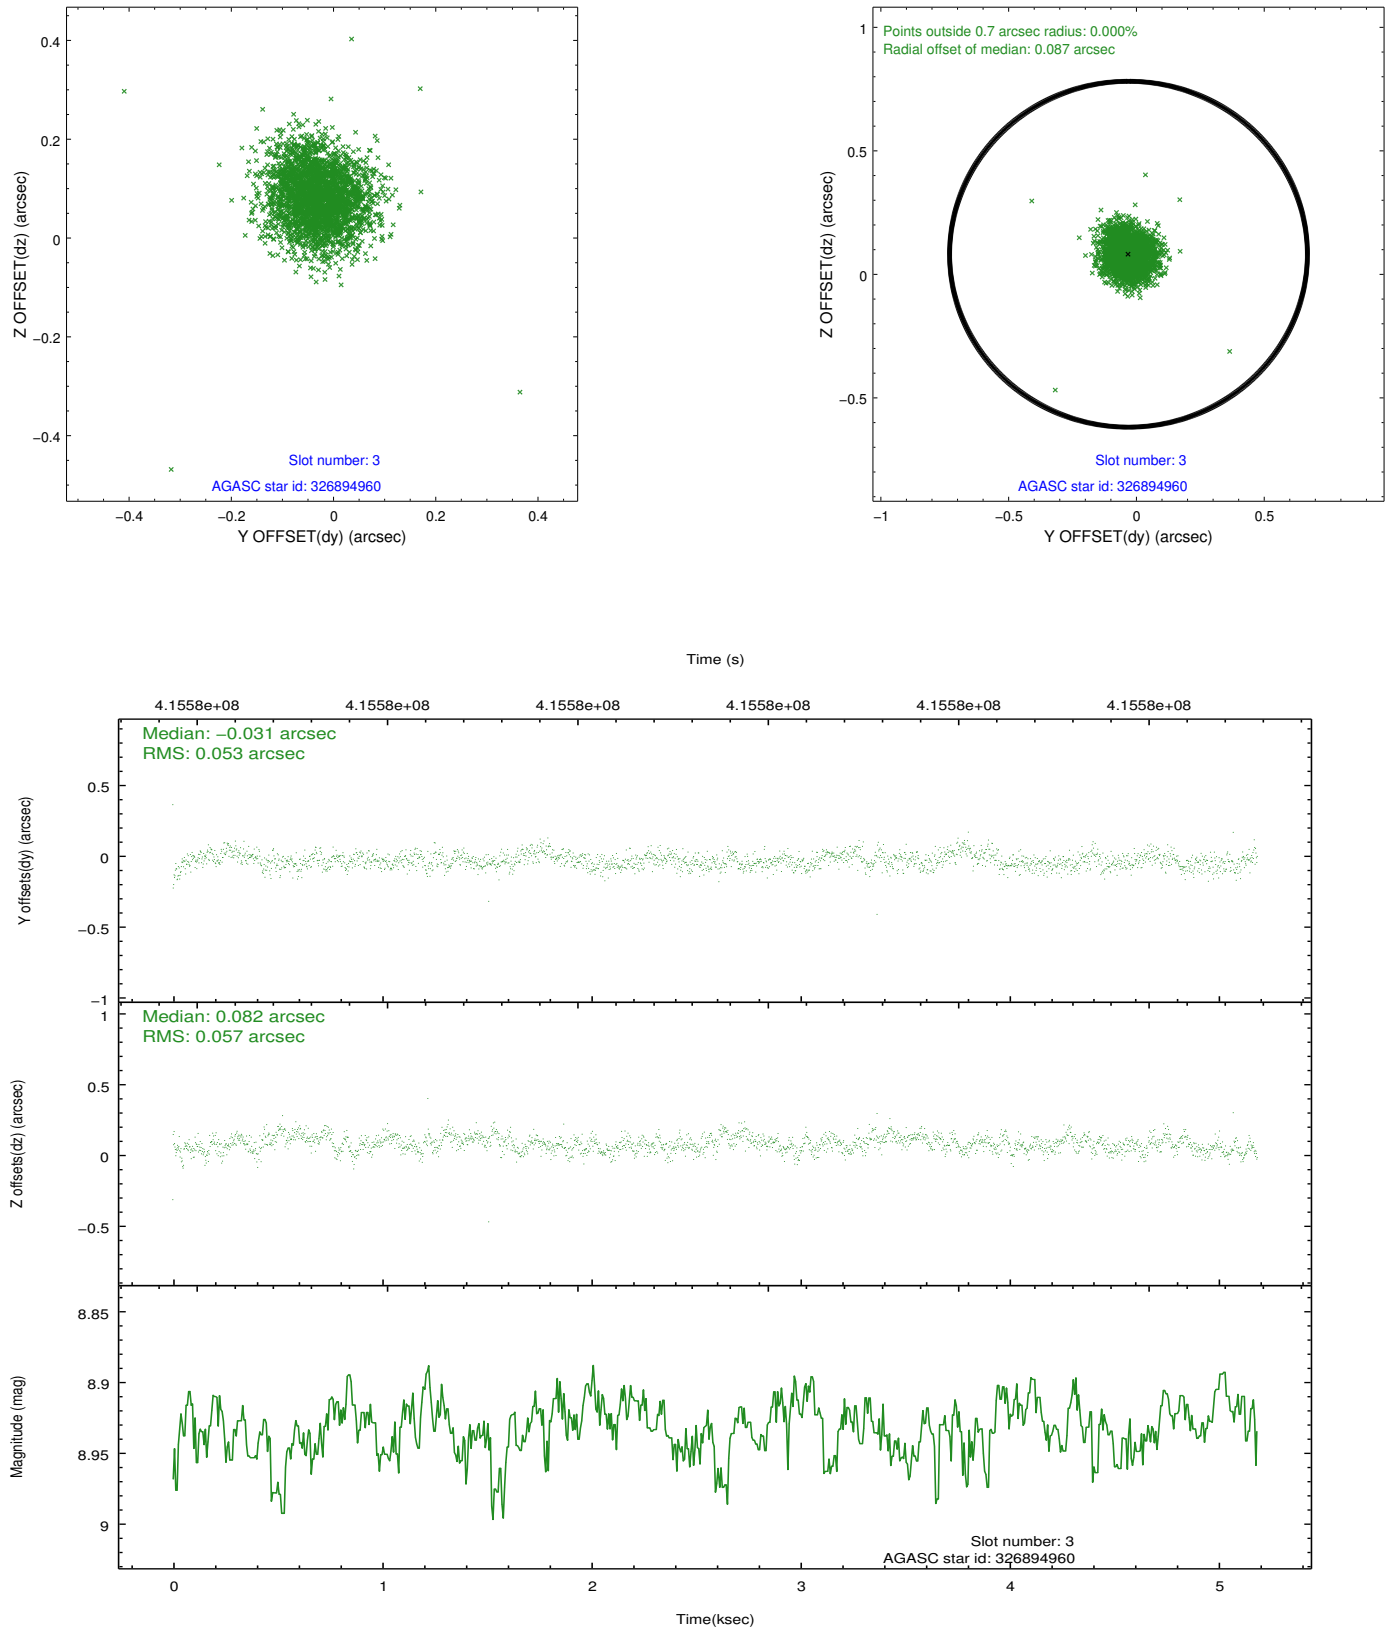 0.4
0.2
0
−0.2
−0.4
Z OFFSET(dz) (arcsec)
Slot number: 3
AGASC star id: 326894960
−0.4
−0.2
0
0.2
0.4
Y OFFSET(dy) (arcsec)
Points outside 0.7 arcsec radius: 0.000%
Radial offset of median: 0.087 arcsec
1
0.5
0
−0.5
Z OFFSET(dz) (arcsec)
Slot number: 3
AGASC star id: 326894960
−1
−0.5
0
0.5
Y OFFSET(dy) (arcsec)
Time (s)
4.1558e+08
4.1558e+08
4.1558e+08
4.1558e+08
4.1558e+08
4.1558e+08
Median: −0.031 arcsec
RMS: 0.053 arcsec
0.5
0
−0.5
−1
Y offsets(dy) (arcsec)
Median: 0.082 arcsec
RMS: 0.057 arcsec
1
0.5
0
−0.5
Z offsets(dz) (arcsec)
8.85
8.9
8.95
9
Magnitude (mag)
Slot number: 3
AGASC star id: 326894960
0
1
2
3
4
5
Time(ksec)